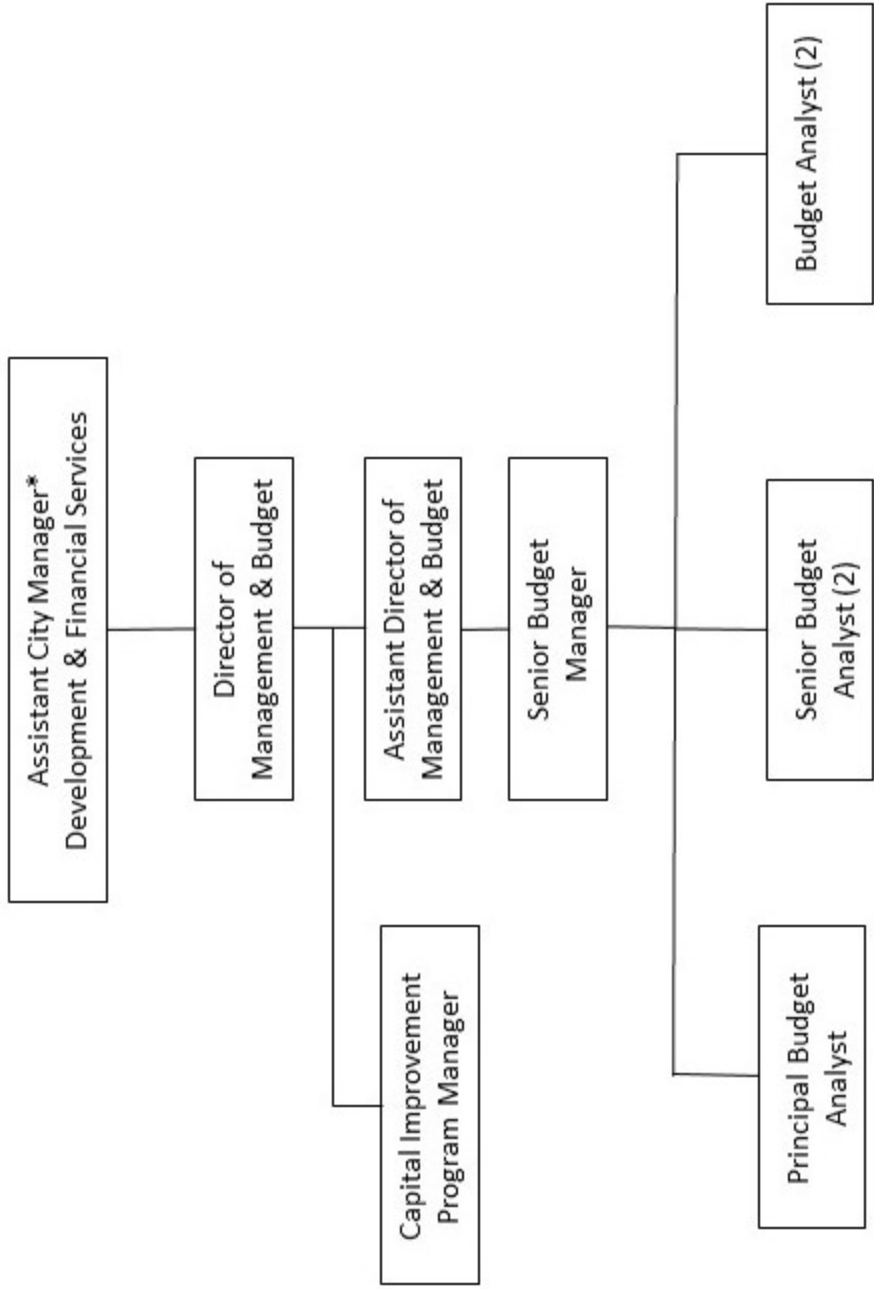 Assistant City Manager*
Development & Financial Services
Director of
Management & Budget
Capital Improvement
Program Manager
Assistant Director of
Management & Budget
Senior Budget
Manager
Principal Budget
Analyst
Senior Budget
Analyst (2)
Budget Analyst (2)